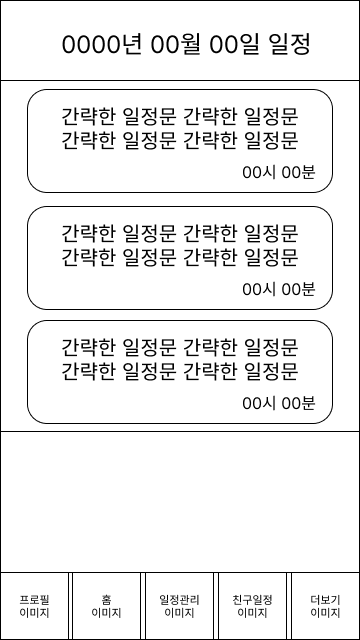 0000년 00월 00일 일정
간략한 일정문 간략한 일정문
간략한 일정문 간략한 일정문
00시 00분
간략한 일정문 간략한 일정문
간략한 일정문 간략한 일정문
00시 00분
간략한 일정문 간략한 일정문
간략한 일정문 간략한 일정문
00시 00분
프로필
이미지
홈
이미지
일정관리
이미지
친구일정
이미지
더보기
이미지